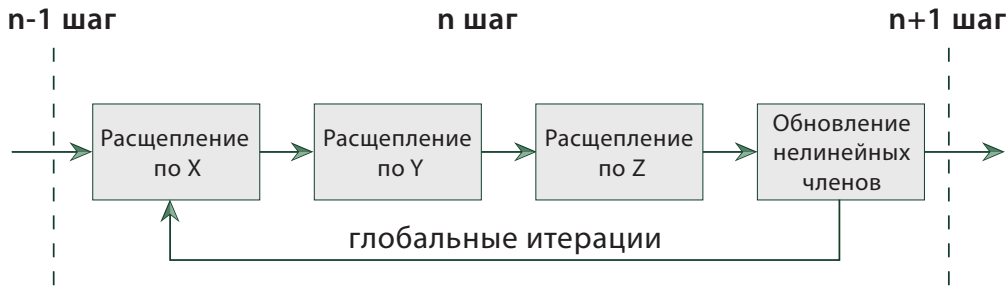 n-1 шаг
n шаг
n+1 шаг
Расщепление
по X
Расщепление
по Y
Расщепление
по Z
Обновление
нелинейных
членов
глобальные итерации